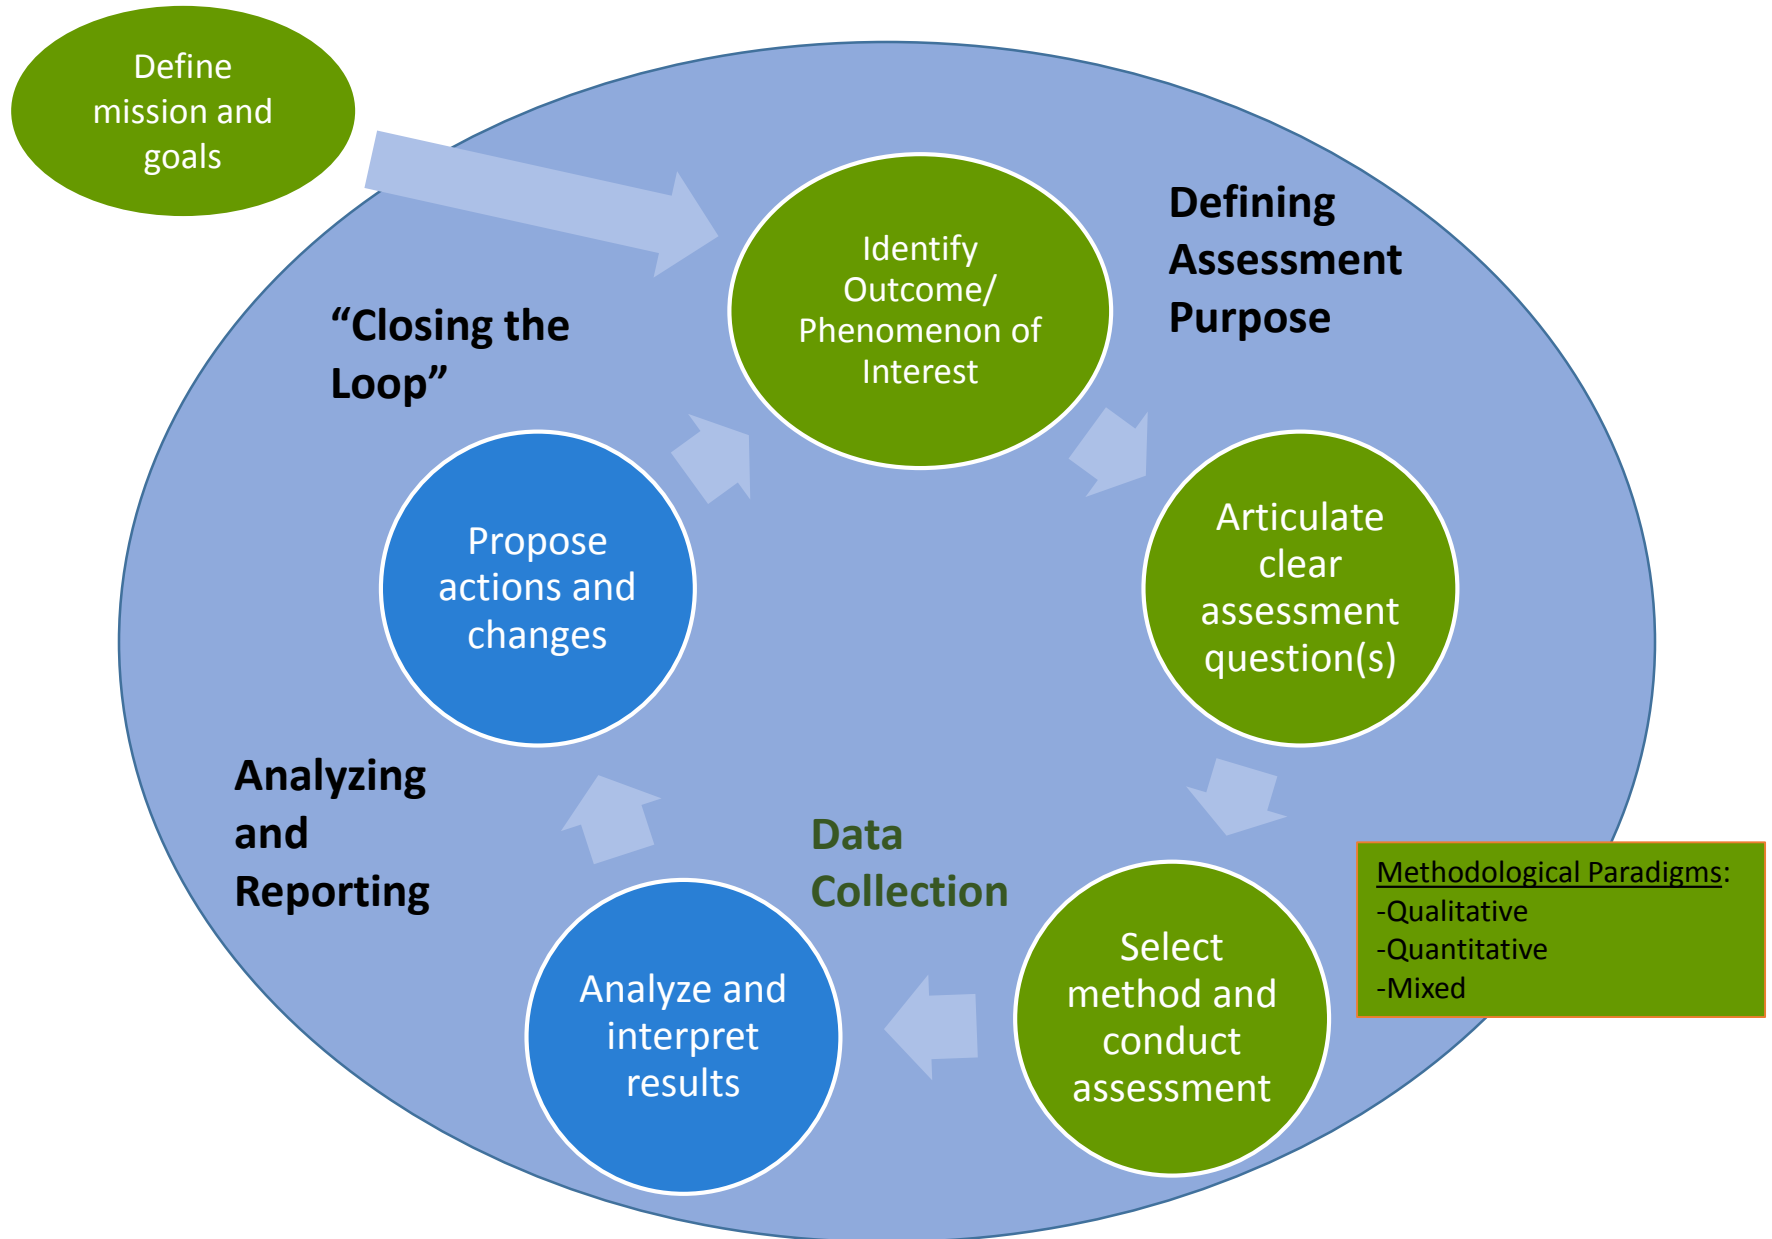 Define
mission and
goals
Identify
Outcome/
Phenomenon of
Interest
Defining
Assessment
Purpose
Articulate
clear
assessment
question(s)
Methodological Paradigms:
-Qualitative
-Quantitative
-Mixed
Select
method and
conduct
assessment
Data
Collection
Analyze and
interpret
results
Analyzing
and
Reporting
Propose
actions and
changes
“Closing the
Loop”